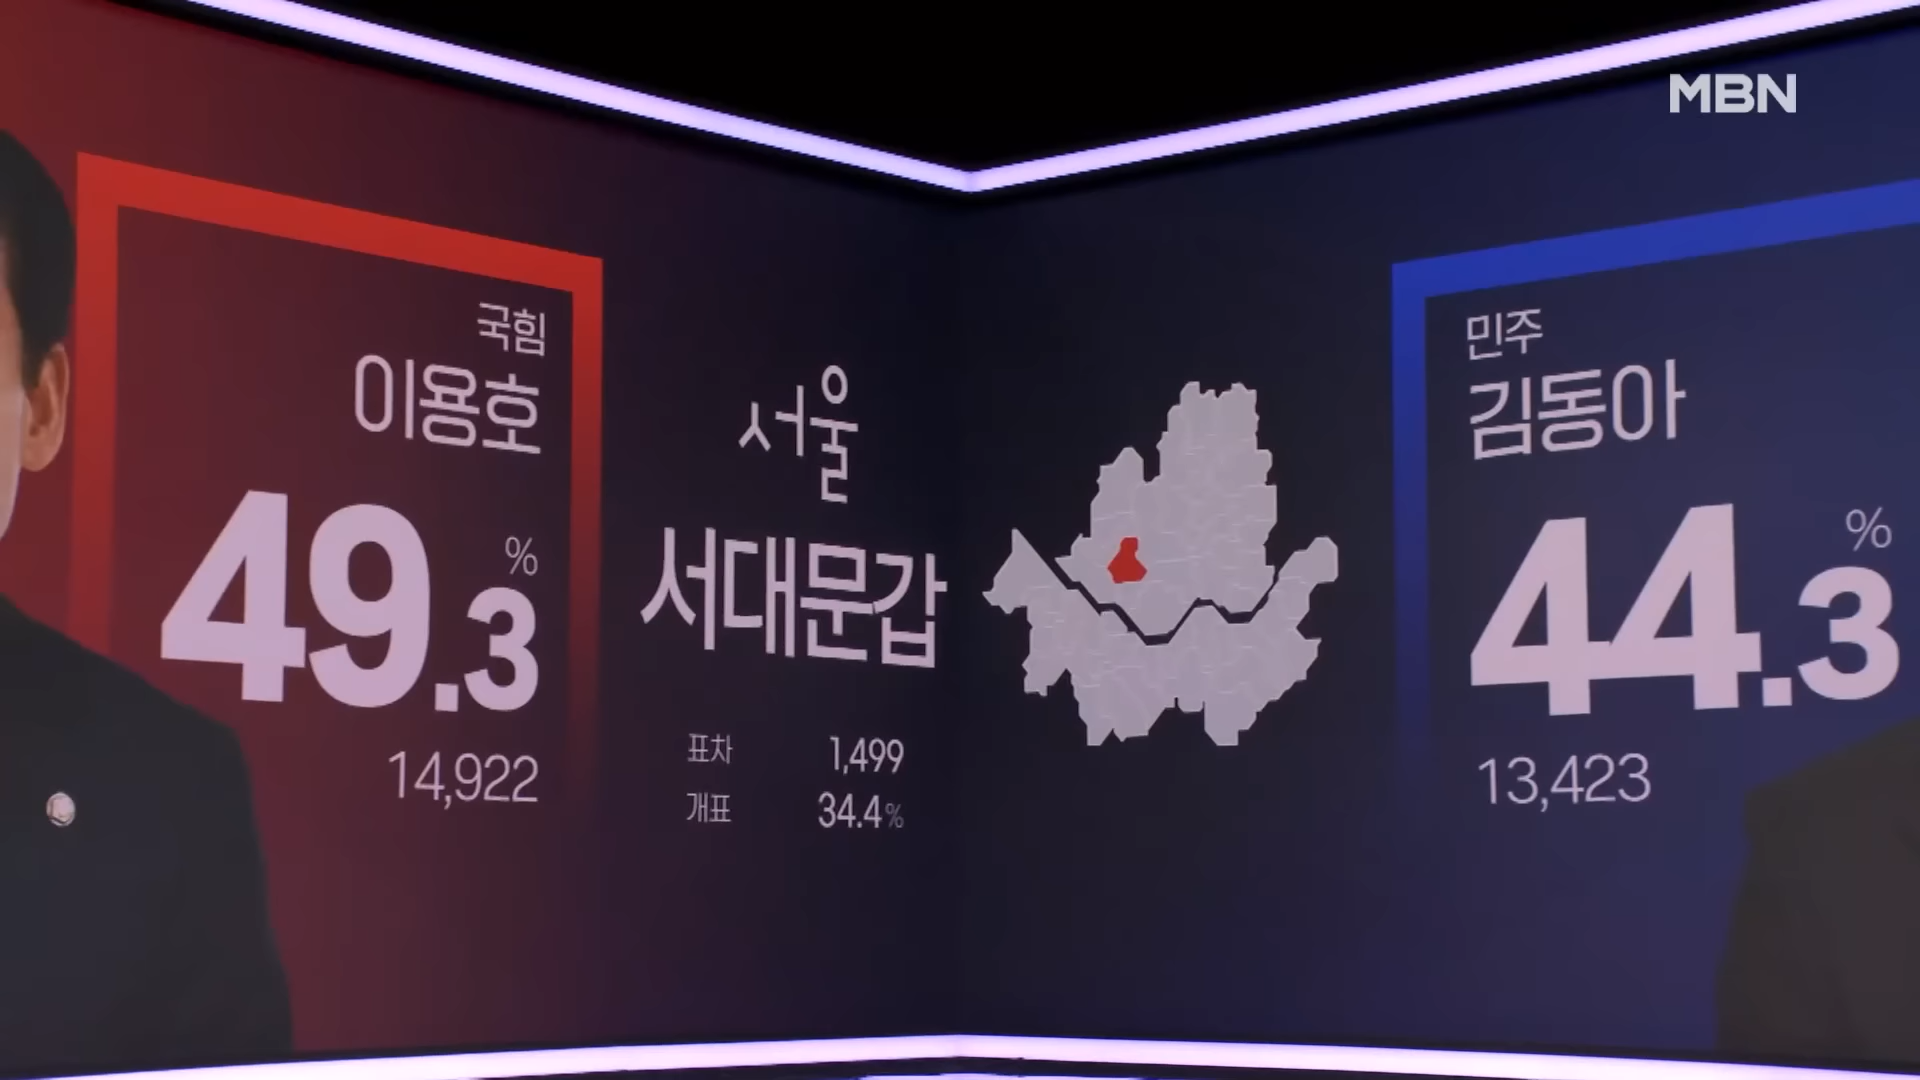 MBN
국힘
이용호
49.3%
14,922
서울
서대문갑
표차 1,499
개표 34.4%
민주
김동아
44.3%
13,423